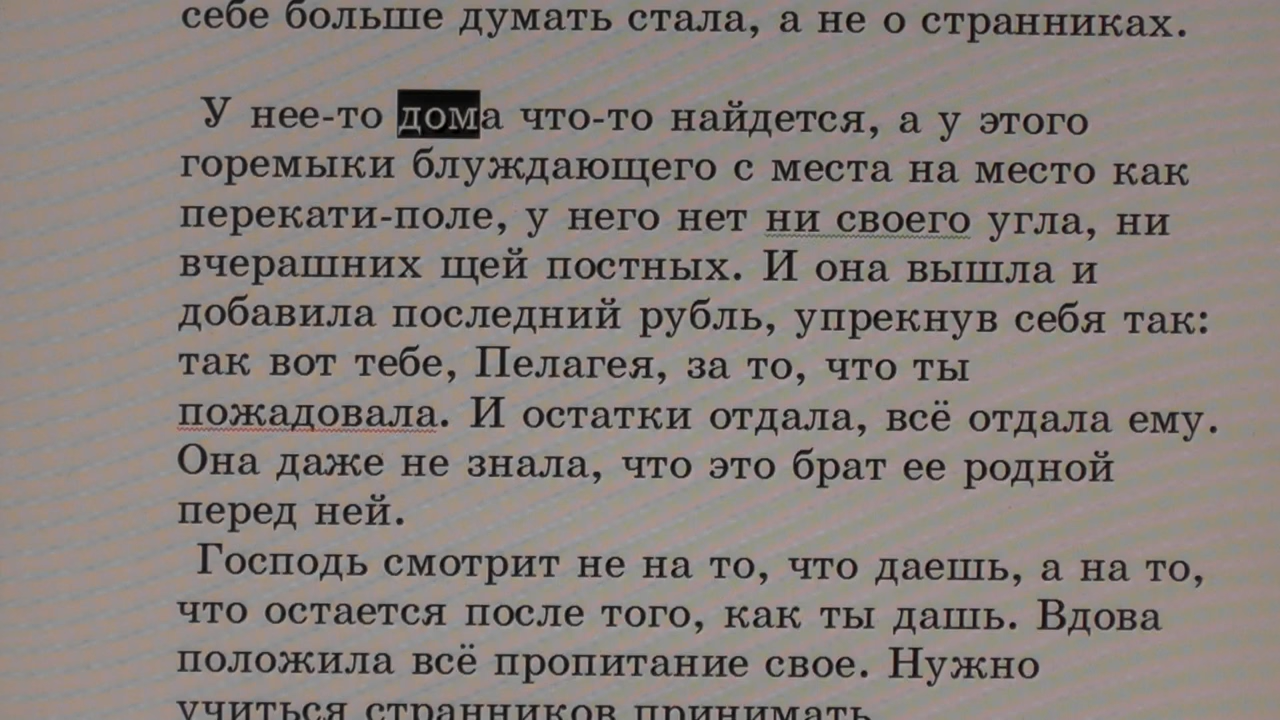 себе больше думать стала, а не о странниках.
У нее-то дома что-то найдется, а у этого
горемыки блуждающего с места на место как
перекати-поле, у него нет ни своего угла, ни
вчерашних щей постных. И она вышла и
добавила последний рубль, упрекнув себя так:
так вот тебе, Пелагея, за то, что ты
пожадовала. И остатки отдала, всё отдала ему.
Она даже не знала, что это брат ее родной
перед ней.
Господь смотрит не на то, что даешь, а на то,
что остается после того, как ты дашь. Вдова
положила всё пропитание свое. Нужно
учиться странников принимать